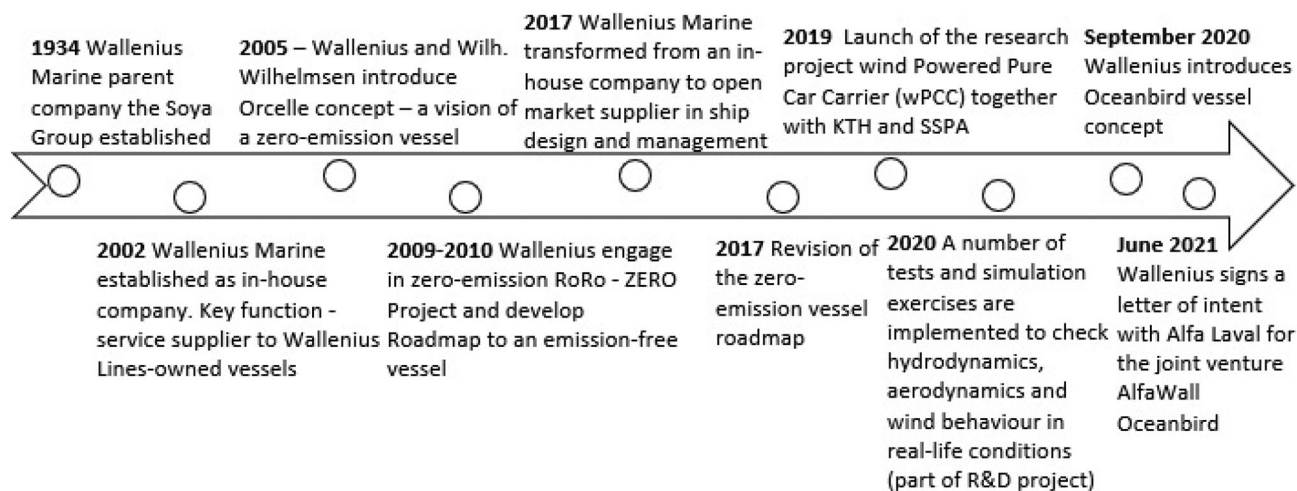 1934 Wallenius
Marine parent
company the Soya
Group established
2005 – Wallenius and Wilh.
Wilhelmsen introduce
Orcelle concept – a vision of
a zero-emission vessel
2017 Wallenius Marine
transformed from an in-
house company to open
market supplier in ship
design and management
2019 Launch of the research
project wind Powered Pure
Car Carrier (wPCC) together
with KTH and SSPA
September 2020
Wallenius introduces
Oceanbird vessel
concept
2002 Wallenius Marine
established as in-house
company. Key function -
service supplier to Wallenius
Lines-owned vessels
2009-2010 Wallenius engage
in zero-emission RoRo - ZERO
Project and develop
Roadmap to an emission-free
vessel
2017 Revision of
the zero-
emission vessel
roadmap
2020 A number of
tests and simulation
exercises are
implemented to check
hydrodynamics,
aerodynamics and
wind behaviour in
real-life conditions
(part of R&D project)
June 2021
Wallenius signs a
letter of intent
with Alfa Laval for
the joint venture
AlfaWall
Oceanbird